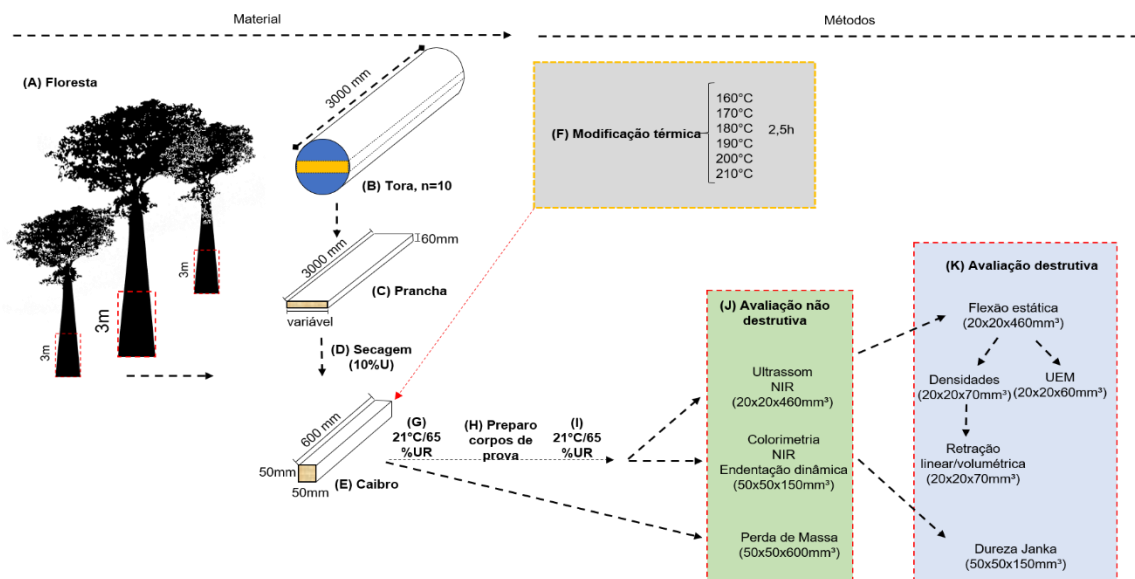 Material
Métodos
(A) Floresta
3m
3m
3m
3000 mm
(B) Tora, n=10
3000 mm
60mm
(C) Prancha
variável
(D) Secagem
(10%U)
600 mm
50mm
50mm
(E) Caibro
(F) Modificação térmica
160°C
170°C
180°C
190°C
200°C
210°C
2,5h
(G)
21°C/65
%UR
(H) Preparo
corpos de
prova
(I)
21°C/65
%UR
(J) Avaliação não
destrutiva
Ultrassom
NIR
(20x20x460mm³)
Colorimetria
NIR
Endentação dinâmica
(50x50x150mm³)
Perda de Massa
(50x50x600mm³)
(K) Avaliação destrutiva
Flexão estática
(20x20x460mm³)
Densidades
(20x20x70mm³)
UEM
(20x20x60mm³)
Retração
linear/volumétrica
(20x20x70mm³)
Dureza Janka
(50x50x150mm³)